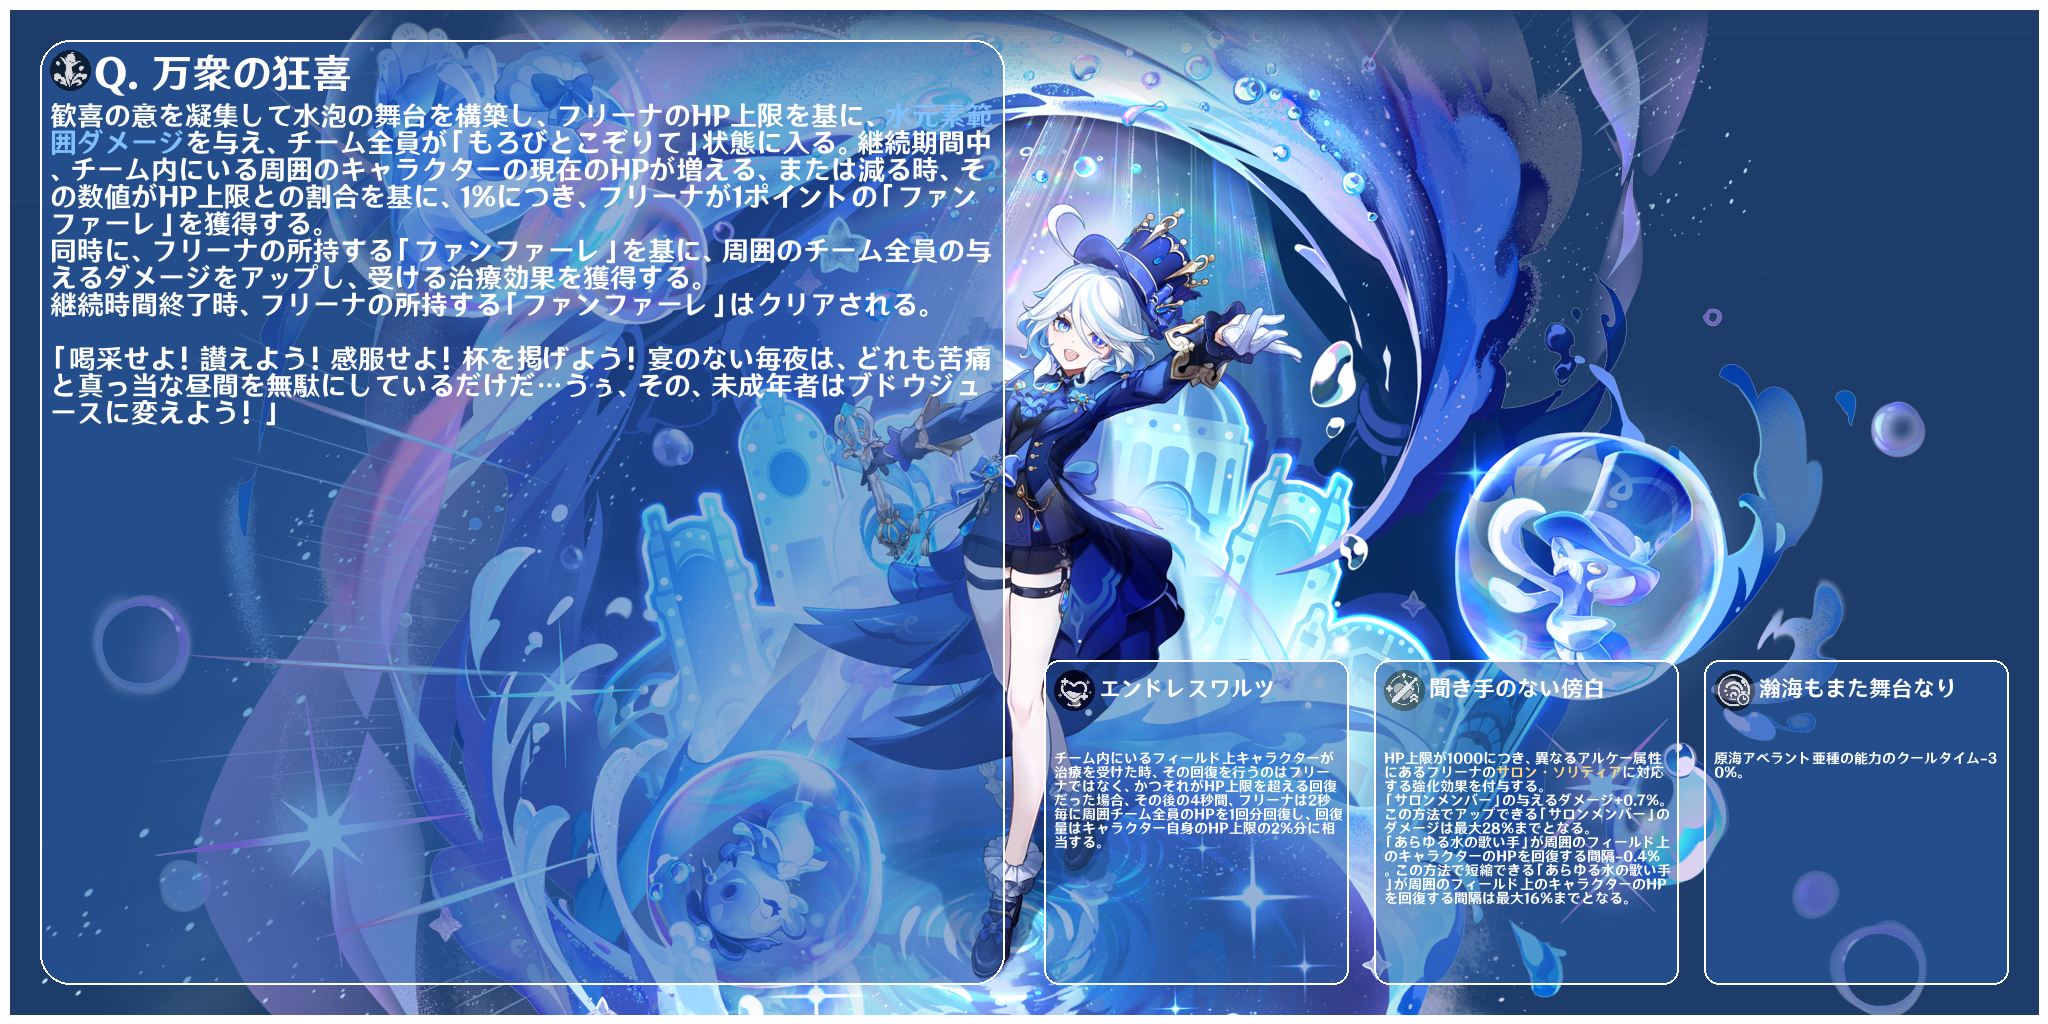 Q. 万衆の狂喜
歓喜の意を凝集して水泡の舞台を構築し、フリーナのHP上限を基に、水元素範
囲ダメージを与え、チーム全員が「もろびとこぞりて」状態に入る。継続期間中
、チーム内にいる周囲のキャラクターの現在のHPが増える、または減る時、そ
の数値がHP上限との割合を基に、1%につき、フリーナが1ポイントの「ファン
ファーレ」を獲得する。
同時に、フリーナの所持する「ファンファーレ」を基に、周囲のチーム全員の与
えるダメージをアップし、受ける治療効果を獲得する。
継続時間終了時、フリーナの所持する「ファンファーレ」はクリアされる。
「喝采せよ！讃えよう！感服せよ！杯を掲げよう！宴のない毎夜は、どれも苦痛
と真っ当な昼間を無駄にしているだけだ…うぅ、その、未成年者はブドウジュ
ースに変えよう！」
エンドレスワルツ
チーム内にいるフィールド上キャラクターが
治療を受けた時、その回復を行うのはフリー
ナではなく、かつそれがHP上限を超える回復
だった場合、その後の4秒間、フリーナは2秒
毎に周囲チーム全員のHPを1回分回復し、回復
量はキャラクター自身のHP上限の2%分に相
当する。
聞き手のない傍白
HP上限が1000につき、異なるアルケー属性
にあるフリーナのサロン・ソリティアに対応
する強化効果を付与する。
「サロンメンバー」の与えるダメージ+0.7%。
この方法でアップできる「サロンメンバー」の
ダメージは最大28%までとなる。
「あらゆる水の歌い手」が周囲のフィールド上
のキャラクターのHPを回復する間隔-0.4%
。この方法で短縮できる「あらゆる水の歌い手
」が周囲のフィールド上のキャラクターのHP
を回復する間隔は最大16%までとなる。
瀚海もまた舞台なり
原海アベラント亜種の能力のクールタイム-3
0%。